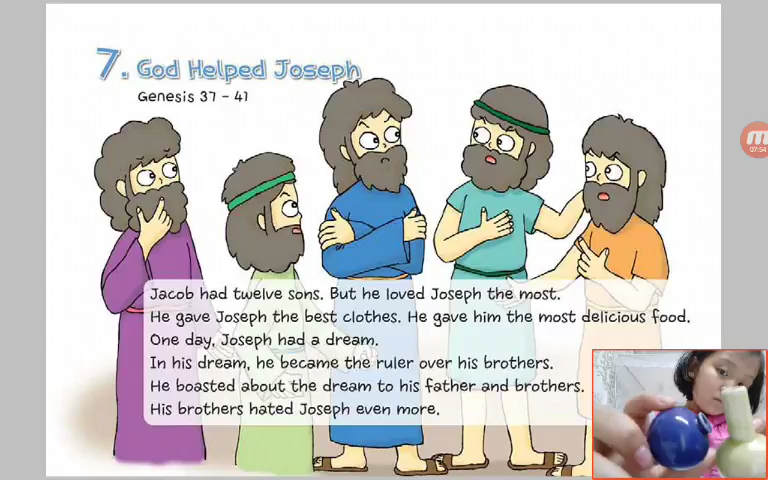 7. God Helped Joseph
Genesis 37 - 41
Jacob had twelve sons. But he loved Joseph the most.
He gave Joseph the best clothes. He gave him the most delicious food.
One day, Joseph had a dream.
In his dream, he became the ruler over his brothers.
He boasted about the dream to his father and brothers.
His brothers hated Joseph even more.
07:54